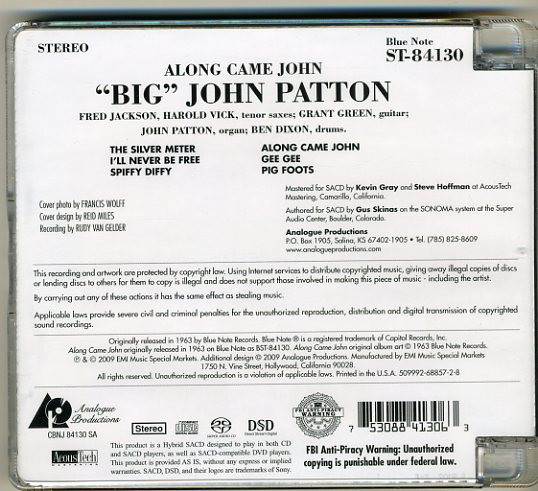 STEREO
Blue Note
ST-84130
ALONG CAME JOHN
“BIG” JOHN PATTON
FRED JACKSON, HAROLD VICK, tenor saxes; GRANT GREEN, guitar;
JOHN PATTON, organ; BEN DIXON, drums.
THE SILVER METER
I'LL NEVER BE FREE
SPIFFY DIFFY
ALONG CAME JOHN
GEE GEE
PIG FOOTS
Cover photo by FRANCIS WOLFF
Cover design by REID MILES
Recording by RUDY VAN GELDER
Mastered for SACD by Kevin Gray and Steve Hoffman at AcousTech
Mastering, Camarillo, California.
Authored for SACD by Gus Skinas on the SONOMA system at the Super
Audio Center, Boulder, Colorado.
Analogue Productions
P.O. Box 1905, Salina, KS 67402-1905 • Tel. (785) 825-8609
www.analogueproductions.com
This recording and artwork are protected by copyright law. Using Internet services to distribute copyrighted music, giving away illegal copies of discs
or lending discs to others for them to copy is illegal and does not support those involved in making this piece of music - including the artist.
By carrying out any of these actions it has the same effect as stealing music.
Applicable laws provide severe civil and criminal penalties for the unauthorized reproduction, distribution and digital transmission of copyrighted
sound recordings.
Originally released in 1963 by Blue Note Records. Blue Note ® is a registered trademark of Capitol Records, Inc.
Along Came John originally released in 1963 on Blue Note as BST-84130. Along Came John original album art © 1963 Blue Note Records.
℗ & © 2009 EMI Music Special Markets. Additional design © 2009 Analogue Productions. Manufactured by EMI Music Special Markets
1750 N. Vine Street, Hollywood, California 90028.
All rights reserved. Unauthorized reproduction is a violation of applicable laws. Printed in the U.S.A. 509992-68857-2-8
Analogue
Productions
CBNJ 84130 SA
AcousTech
MASTERING
Stereo
SUPER AUDIO CD
DSD
Direct Stream Digital
This product is a Hybrid SACD designed to play in both CD
and SACD players, as well as SACD-compatible DVD players.
This product is provided AS IS, without any express or implied
warranties. SACD, DSD, and their logos are trademarks of Sony.
FBI ANTI-PIRACY
WARNING
7 53088 41306 3
FBI Anti-Piracy Warning: Unauthorized
copying is punishable under federal law.